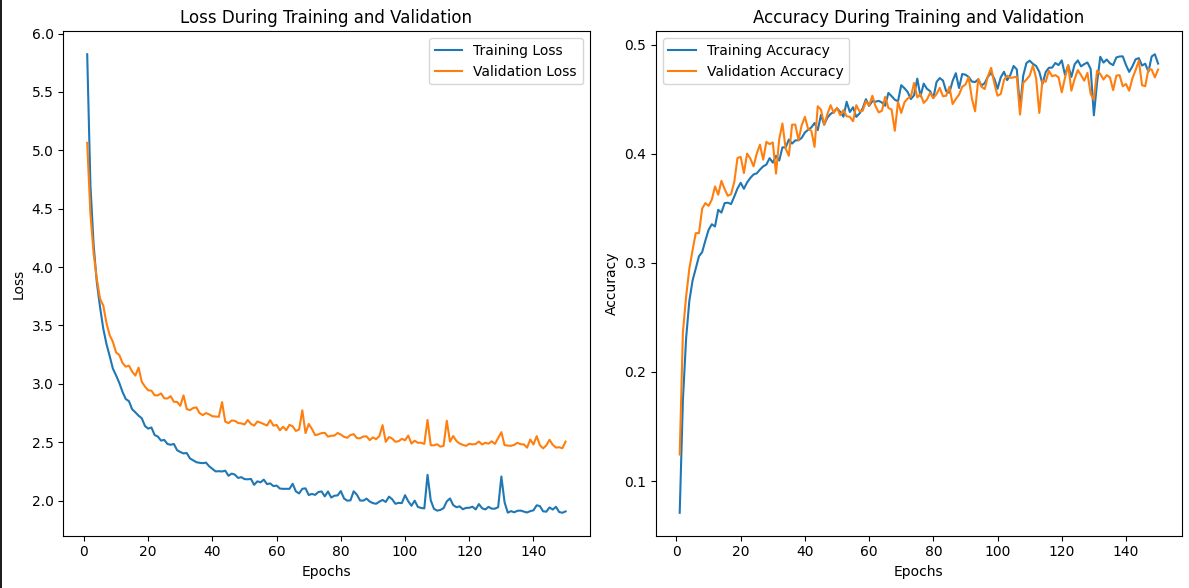 Loss During Training and Validation
6.0
5.5
5.0
4.5
4.0
3.5
3.0
2.5
2.0
Loss
0 20 40 60 80 100 120 140
Epochs
Training Loss
Validation Loss
Accuracy During Training and Validation
0.5
0.4
0.3
0.2
0.1
Accuracy
0 20 40 60 80 100 120 140
Epochs
Training Accuracy
Validation Accuracy